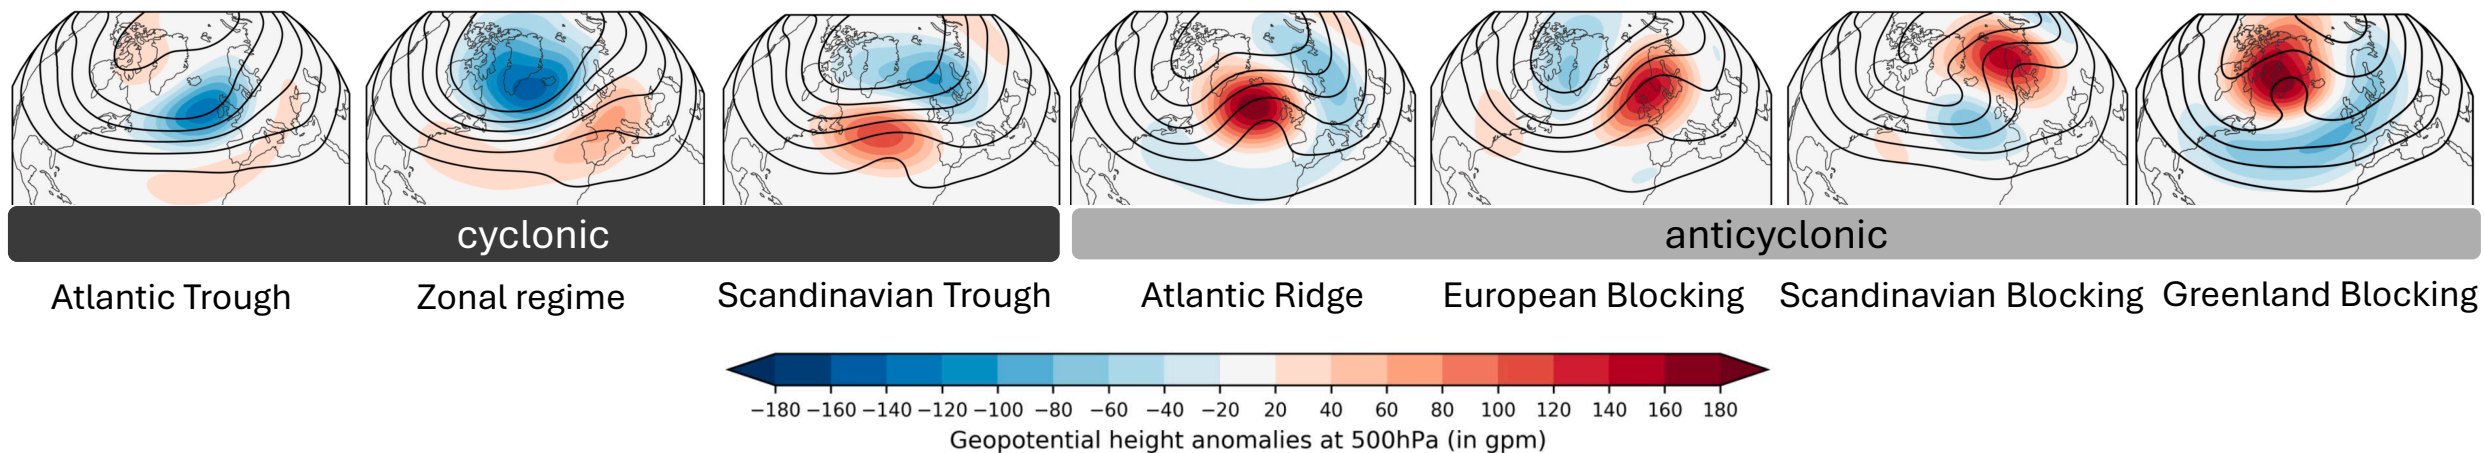 cyclonic
anticyclonic
Atlantic Trough
Zonal regime
Scandinavian Trough
Atlantic Ridge
European Blocking
Scandinavian Blocking
Greenland Blocking
−180 −160 −140 −120 −100 −80 −60 −40 −20 20 40 60 80 100 120 140 160 180
Geopotential height anomalies at 500hPa (in gpm)